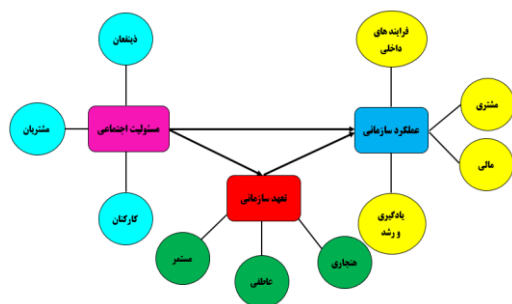 ذینفعان
فرایند های
داخلی
مشتریان
مسئولیت اجتماعی
عملکرد سازمانی
مشتری
مالی
کارکنان
تعهد سازمانی
یادگیری
و رشد
مستمر
عاطفی
هنجاری